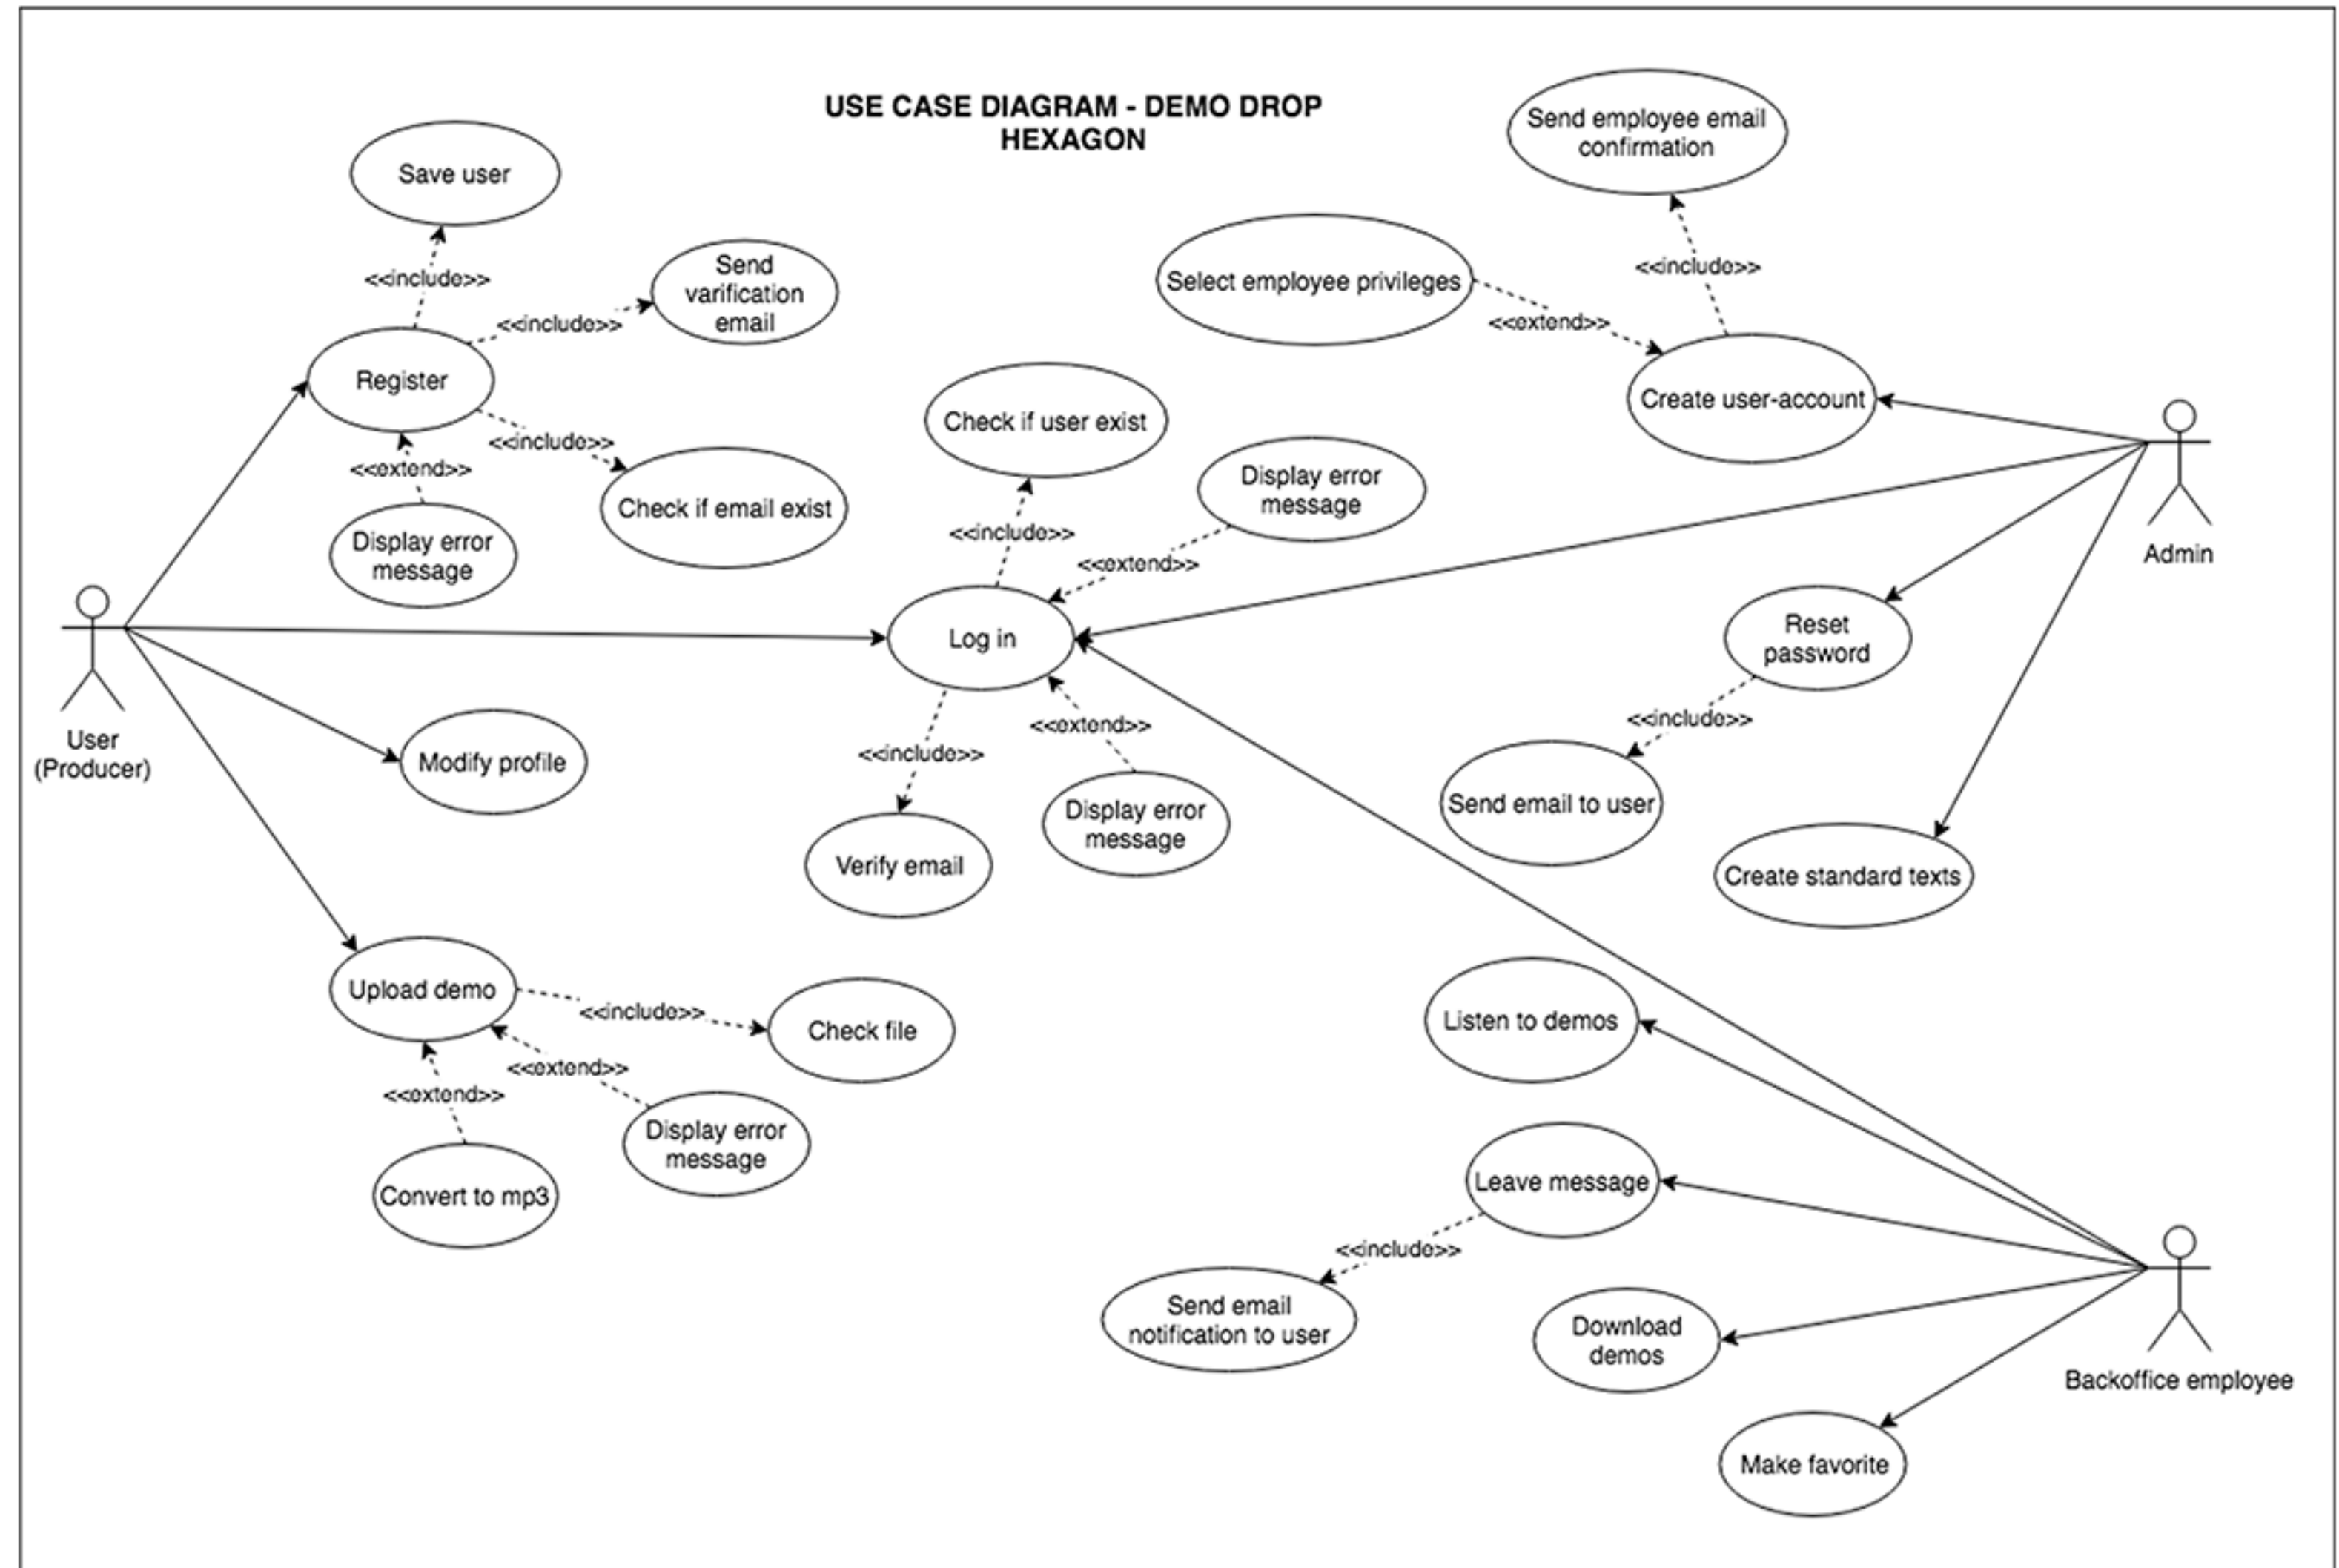 USE CASE DIAGRAM - DEMO DROP
HEXAGON
Save user
<<include>>
Send
varification
email
<<include>>
Register
<<include>>
Check if email exist
<<extend>>
Display error
message
User
(Producer)
Modify profile
Upload demo
<<include>>
Check file
<<extend>>
Display error
message
<<extend>>
Convert to mp3
Check if user exist
<<include>>
Display error
message
<<extend>>
Log in
<<include>>
Verify email
<<extend>>
Display error
message
Send employee email
confirmation
<<include>>
Select employee privileges
<<extend>>
Create user-account
Admin
Reset
password
<<include>>
Send email to user
Create standard texts
Listen to demos
Leave message
<<include>>
Send email
notification to user
Download
demos
Backoffice employee
Make favorite